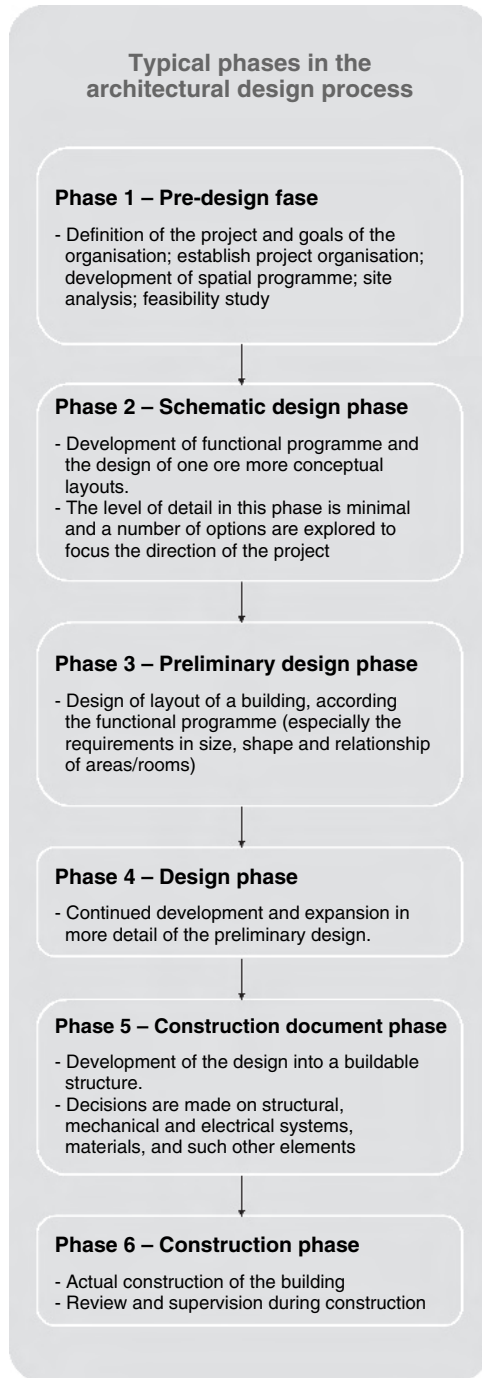 Typical phases in the
architectural design process
Phase 1 – Pre-design fase
- Definition of the project and goals of the
organisation; establish project organisation;
development of spatial programme; site
analysis; feasibility study
Phase 2 – Schematic design phase
- Development of functional programme and
the design of one ore more conceptual
layouts.
- The level of detail in this phase is minimal
and a number of options are explored to
focus the direction of the project
Phase 3 – Preliminary design phase
- Design of layout of a building, according
the functional programme (especially the
requirements in size, shape and relationship
of areas/rooms)
Phase 4 – Design phase
- Continued development and expansion in
more detail of the preliminary design.
Phase 5 – Construction document phase
- Development of the design into a buildable
structure.
- Decisions are made on structural,
mechanical and electrical systems,
materials, and such other elements
Phase 6 – Construction phase
- Actual construction of the building
- Review and supervision during construction